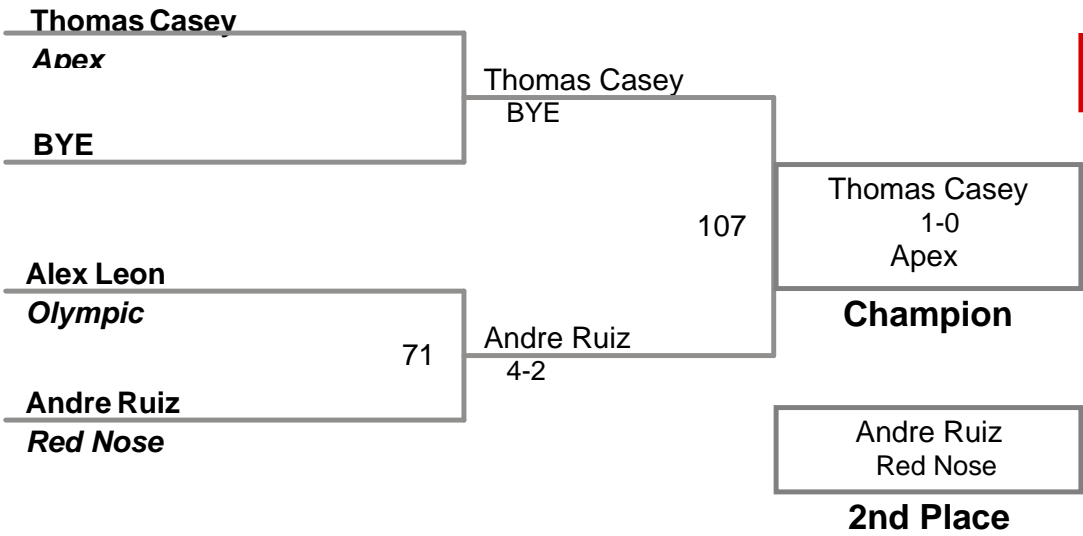 Thomas Casey
Apex
BYE
Thomas Casey
BYE
Alex Leon
Olympic
71
Andre Ruiz
Red Nose
Andre Ruiz
4-2
107
Thomas Casey
1-0
Apex
Champion
Andre Ruiz
Red Nose
2nd Place